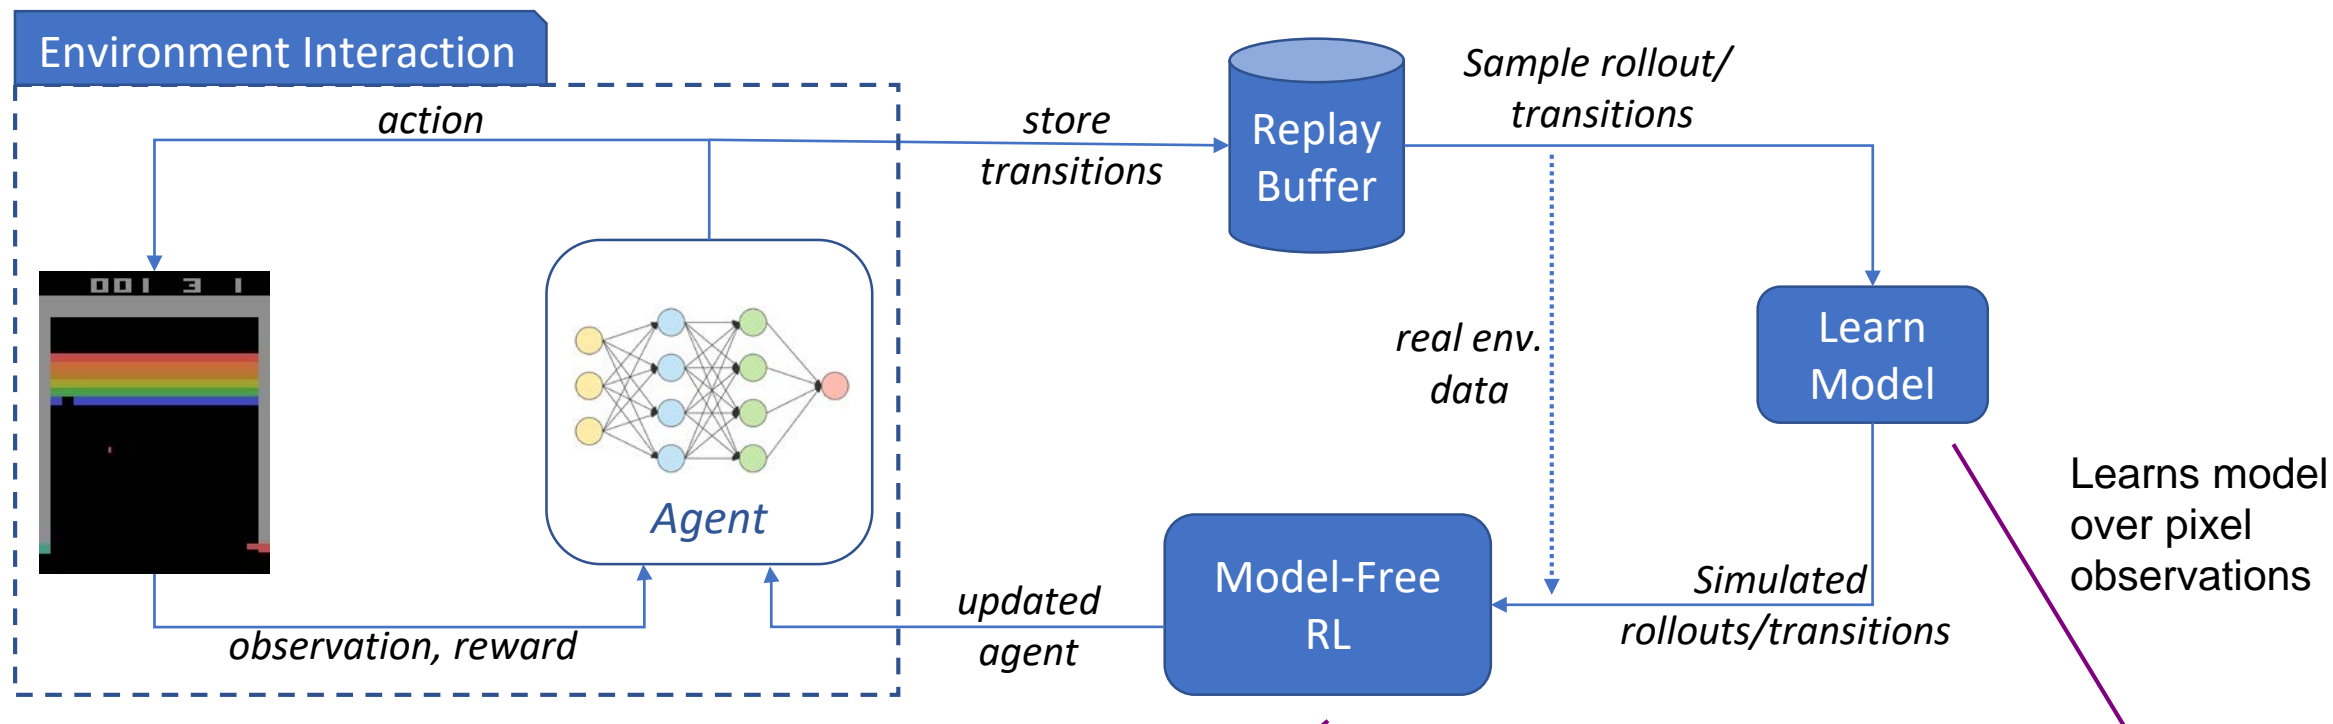 Environment Interaction
action
store
transitions
Replay
Buffer
Sample rollout/
transitions
001 3 1
Agent
real env.
data
Learn
Model
Learns model
over pixel
observations
observation, reward
updated
agent
Model-Free
RL
Simulated
rollouts/transitions